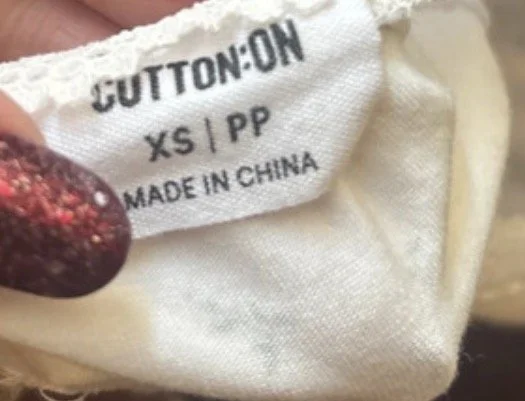 COTTON:ON
XS | PP
MADE IN CHINA